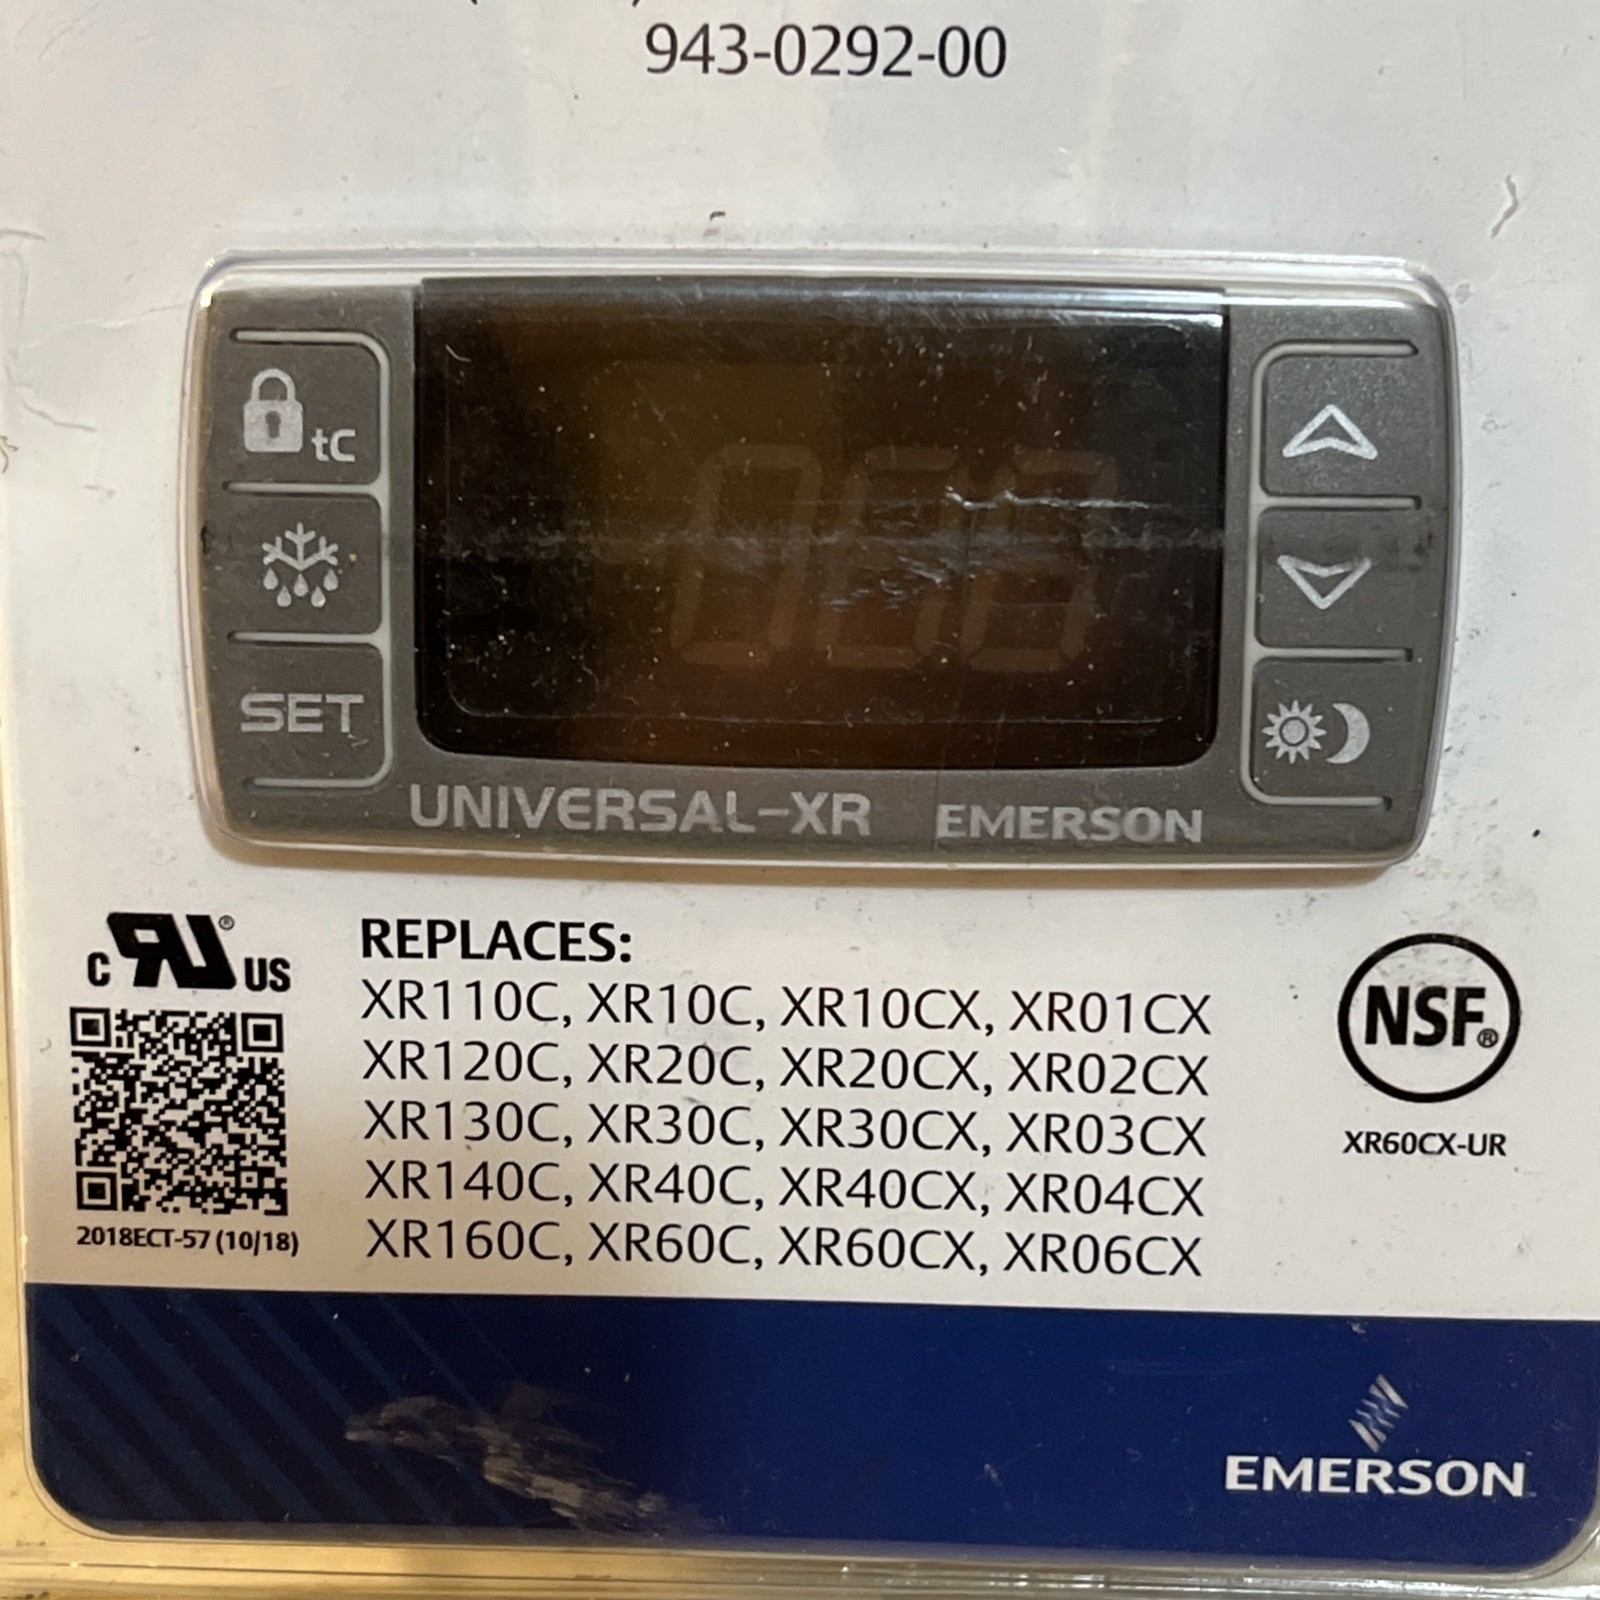 943-0292-00
tC
SET
UNIVERSAL-XR EMERSON
C UR® US
REPLACES:
XR110C, XR10C, XR10CX, XR01CX
XR120C, XR20C, XR20CX, XR02CX
XR130C, XR30C, XR30CX, XR03CX
XR140C, XR40C, XR40CX, XR04CX
XR160C, XR60C, XR60CX, XR06CX
2018ECT-57 (10/18)
NSF®
XR60CX-UR
EMERSON